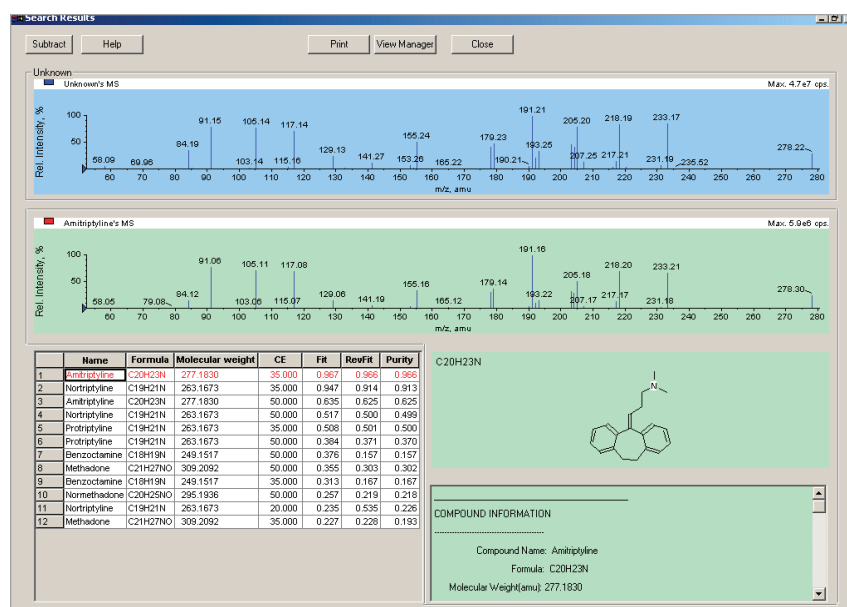 Search Results
Subtract Help Print View Manager Close
Unknown
Unknown's MS Max. 4.7e7 cps.
Rel. Intensity, %
100
50
58.09 69.96 84.19 91.15 103.14 105.14 115.16 117.14 129.13 141.27 153.26 155.24 165.22 179.23 190.21 191.21 193.25 205.20 207.25 217.21 218.19 231.19 233.17 235.52 278.22
60 70 80 90 100 110 120 130 140 150 160 170 180 190 200 210 220 230 240 250 260 270 280
m/z, amu
Amitriptyline's MS Max. 5.9e6 cps.
Rel. Intensity, %
100
50
58.05 79.08 84.12 91.06 103.06 105.11 115.07 117.08 129.06 141.19 155.16 165.12 179.14 191.16 193.22 205.18 207.17 217.17 218.20 231.18 233.21 278.30
60 70 80 90 100 110 120 130 140 150 160 170 180 190 200 210 220 230 240 250 260 270 280
m/z, amu
Name Formula Molecular weight CE Fit RevFit Purity
1 Amitriptyline C20H23N 277.1830 35.000 0.967 0.966 0.966
2 Nortriptyline C19H21N 263.1673 35.000 0.947 0.914 0.913
3 Amitriptyline C20H23N 277.1830 50.000 0.635 0.625 0.625
4 Nortriptyline C19H21N 263.1673 50.000 0.517 0.500 0.499
5 Protriptyline C19H21N 263.1673 35.000 0.508 0.501 0.500
6 Protriptyline C19H21N 263.1673 50.000 0.384 0.371 0.370
7 Benzoctamine C18H19N 249.1517 50.000 0.376 0.157 0.157
8 Methadone C21H27NO 309.2092 50.000 0.355 0.303 0.302
9 Benzoctamine C18H19N 249.1517 35.000 0.313 0.167 0.167
10 Normethadone C20H25NO 295.1936 50.000 0.257 0.219 0.218
11 Nortriptyline C19H21N 263.1673 20.000 0.235 0.535 0.226
12 Methadone C21H27NO 309.2092 35.000 0.227 0.228 0.193
C20H23N
N
COMPOUND INFORMATION
Compound Name: Amitriptyline
Formula: C20H23N
Molecular Weight(amu): 277.1830